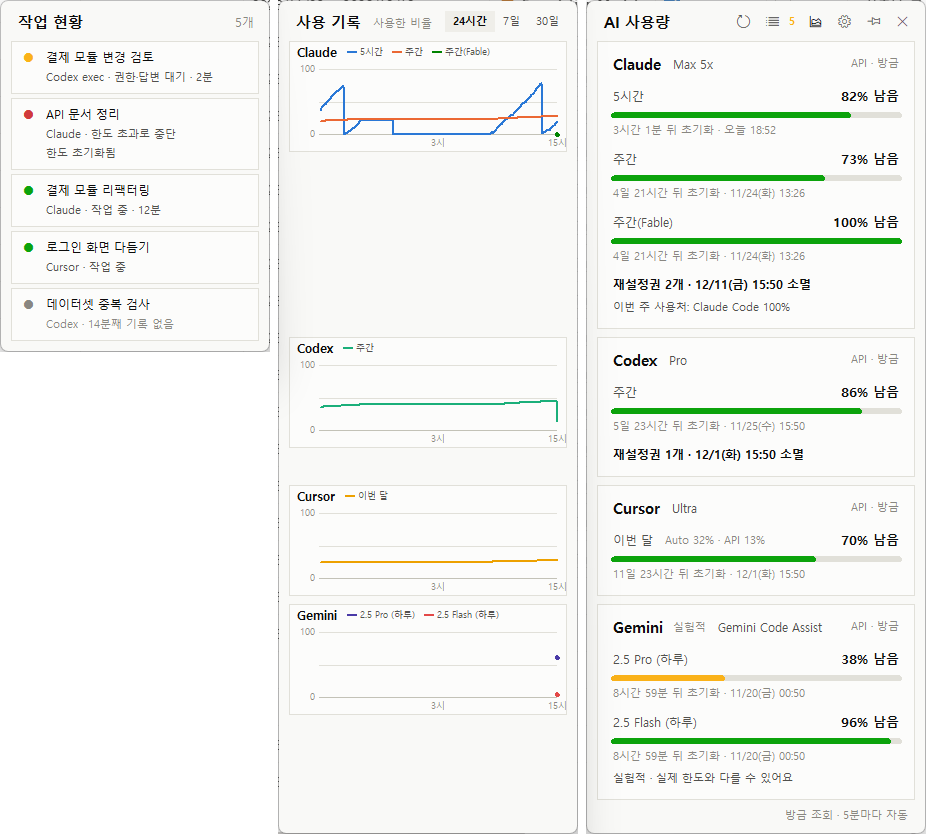 작업 현황
5개
결제 모듈 변경 검토
Codex exec · 권한·답변 대기 · 2분
API 문서 정리
Claude · 한도 초과로 중단
한도 초기화됨
결제 모듈 리팩터링
Claude · 작업 중 · 12분
로그인 화면 다듬기
Cursor · 작업 중
데이터셋 중복 검사
Codex · 14분째 기록 없음
사용 기록 사용한 비율 24시간 7일 30일
Claude 5시간 주간 주간(Fable)
100
0
3시 15시
Codex 주간
100
0
3시 15시
Cursor 이번 달
100
0
3시 15시
Gemini 2.5 Pro (하루) 2.5 Flash (하루)
100
0
3시 15시
AI 사용량 5
Claude Max 5x API · 방금
5시간 82% 남음
3시간 1분 뒤 초기화 · 오늘 18:52
주간 73% 남음
4일 21시간 뒤 초기화 · 11/24(화) 13:26
주간(Fable) 100% 남음
4일 21시간 뒤 초기화 · 11/24(화) 13:26
재설정권 2개 · 12/11(금) 15:50 소멸
이번 주 사용처: Claude Code 100%
Codex Pro API · 방금
주간 86% 남음
5일 23시간 뒤 초기화 · 11/25(수) 15:50
재설정권 1개 · 12/1(화) 15:50 소멸
Cursor Ultra API · 방금
이번 달 Auto 32% · API 13% 70% 남음
11일 23시간 뒤 초기화 · 12/1(화) 15:50
Gemini 실험적 Gemini Code Assist API · 방금
2.5 Pro (하루) 38% 남음
8시간 59분 뒤 초기화 · 11/20(금) 00:50
2.5 Flash (하루) 96% 남음
8시간 59분 뒤 초기화 · 11/20(금) 00:50
실험적 · 실제 한도와 다를 수 있어요
방금 조회 · 5분마다 자동